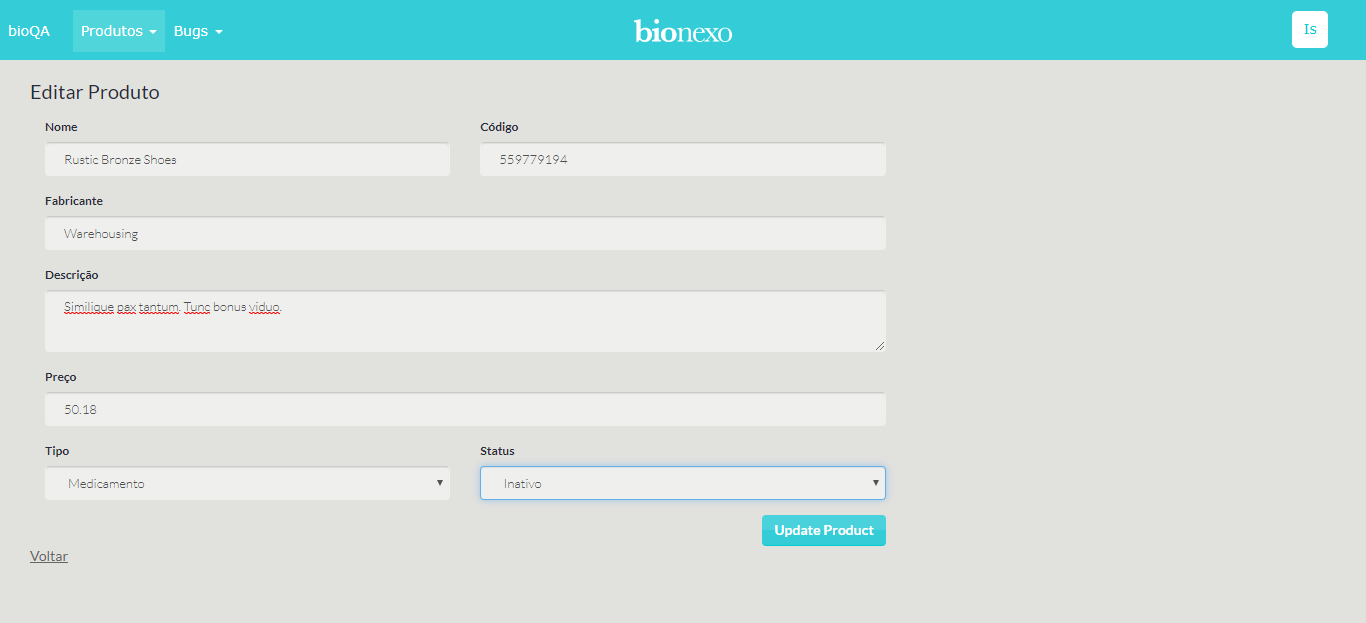 bioQA Produtos Bugs bionexo Is
Editar Produto
Nome Código
Rustic Bronze Shoes 559779194
Fabricante
Warehousing
Descrição
Similique pax tantum. Tunc bonus viduo.
Preço
50.18
Tipo Status
Medicamento Inativo
Update Product
Voltar